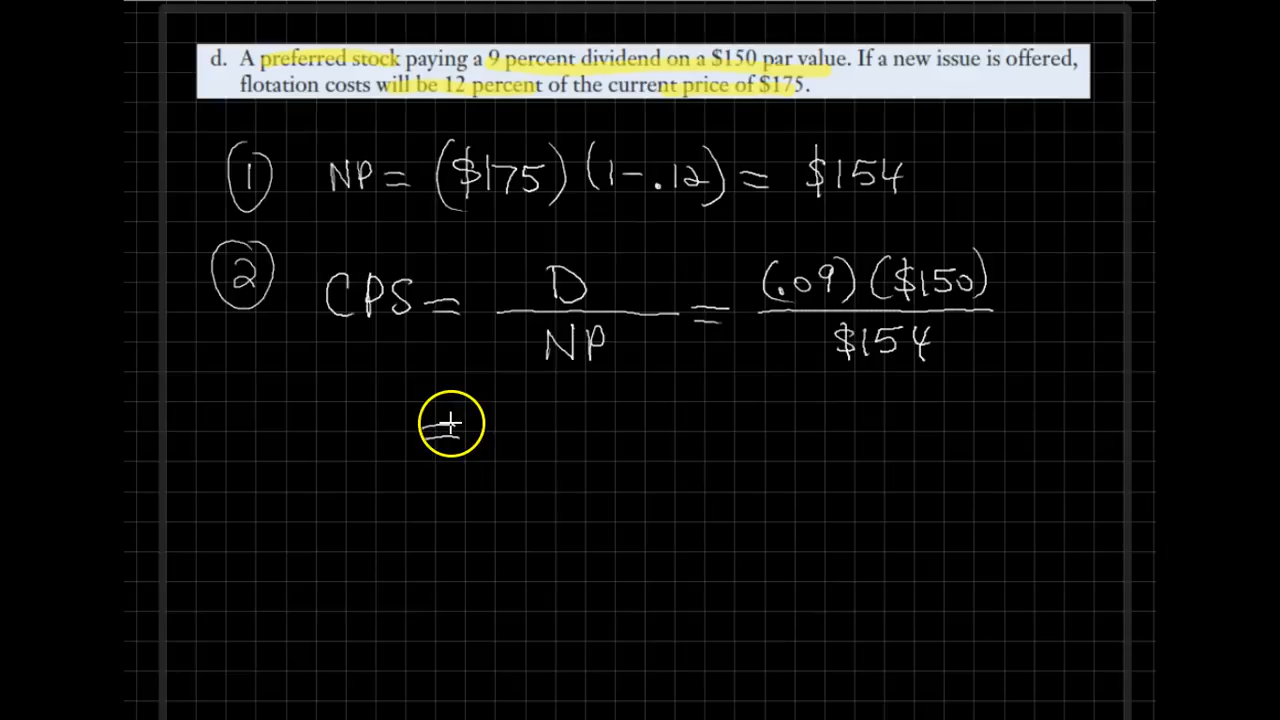 d. A preferred stock paying a 9 percent dividend on a $150 par value. If a new issue is offered,
flotation costs will be 12 percent of the current price of $175.
① NP = ($175) (1 - .12) = $154
② CPS = D / NP = (.09) ($150) / $154
=